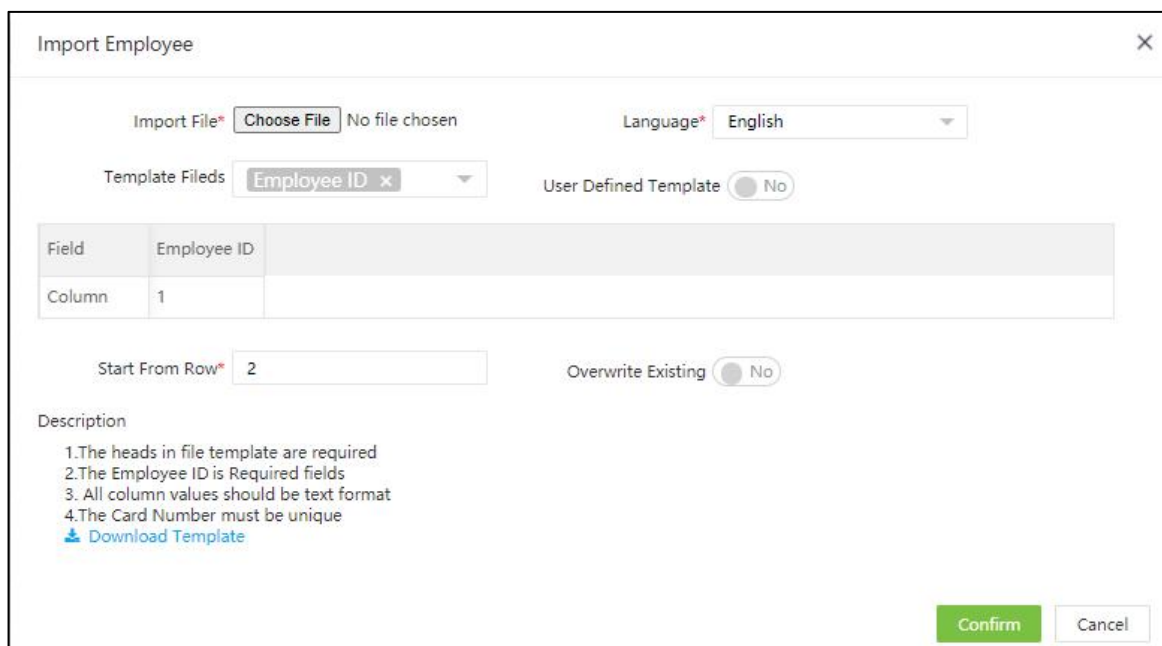 Import Employee
Import File* Choose File No file chosen Language* English
Template Fileds Employee ID × User Defined Template No
Field Employee ID
Column 1
Start From Row* 2 Overwrite Existing No
Description
1.The heads in file template are required
2.The Employee ID is Required fields
3. All column values should be text format
4.The Card Number must be unique
Download Template
Confirm Cancel